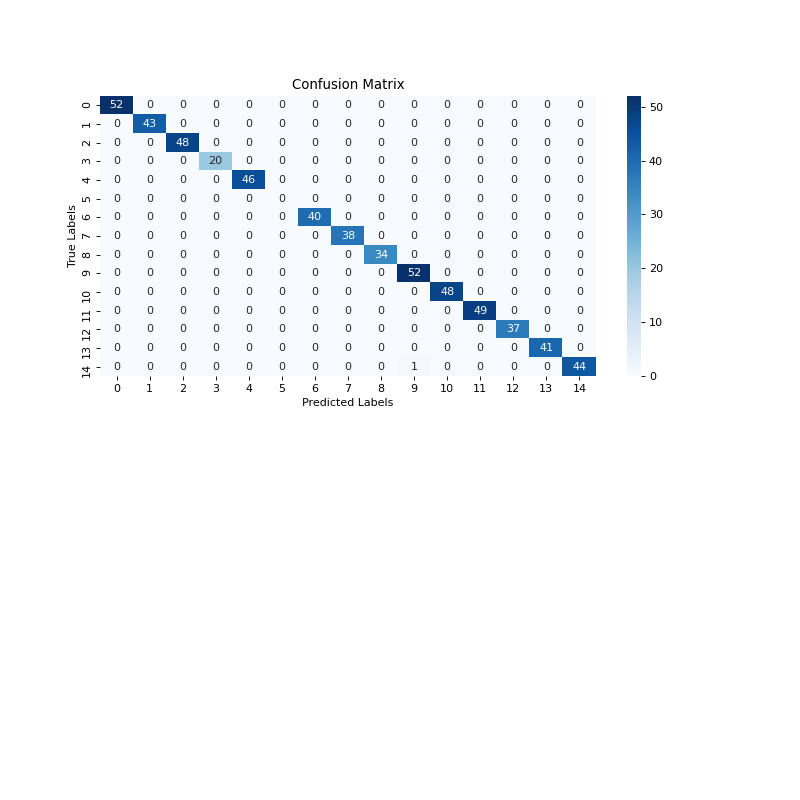 Confusion Matrix
0 52 0 0 0 0 0 0 0 0 0 0 0 0 0 0
1 0 43 0 0 0 0 0 0 0 0 0 0 0 0 0
2 0 0 48 0 0 0 0 0 0 0 0 0 0 0 0
3 0 0 0 20 0 0 0 0 0 0 0 0 0 0 0
4 0 0 0 0 46 0 0 0 0 0 0 0 0 0 0
5 0 0 0 0 0 0 0 0 0 0 0 0 0 0 0
6 0 0 0 0 0 0 40 0 0 0 0 0 0 0 0
7 0 0 0 0 0 0 0 38 0 0 0 0 0 0 0
8 0 0 0 0 0 0 0 0 34 0 0 0 0 0 0
9 0 0 0 0 0 0 0 0 0 52 0 0 0 0 0
10 0 0 0 0 0 0 0 0 0 0 48 0 0 0 0
11 0 0 0 0 0 0 0 0 0 0 0 49 0 0 0
12 0 0 0 0 0 0 0 0 0 0 0 0 37 0 0
13 0 0 0 0 0 0 0 0 0 0 0 0 0 41 0
14 0 0 0 0 0 0 0 0 0 1 0 0 0 0 44
0 1 2 3 4 5 6 7 8 9 10 11 12 13 14
Predicted Labels
True Labels
50
40
30
20
10
0